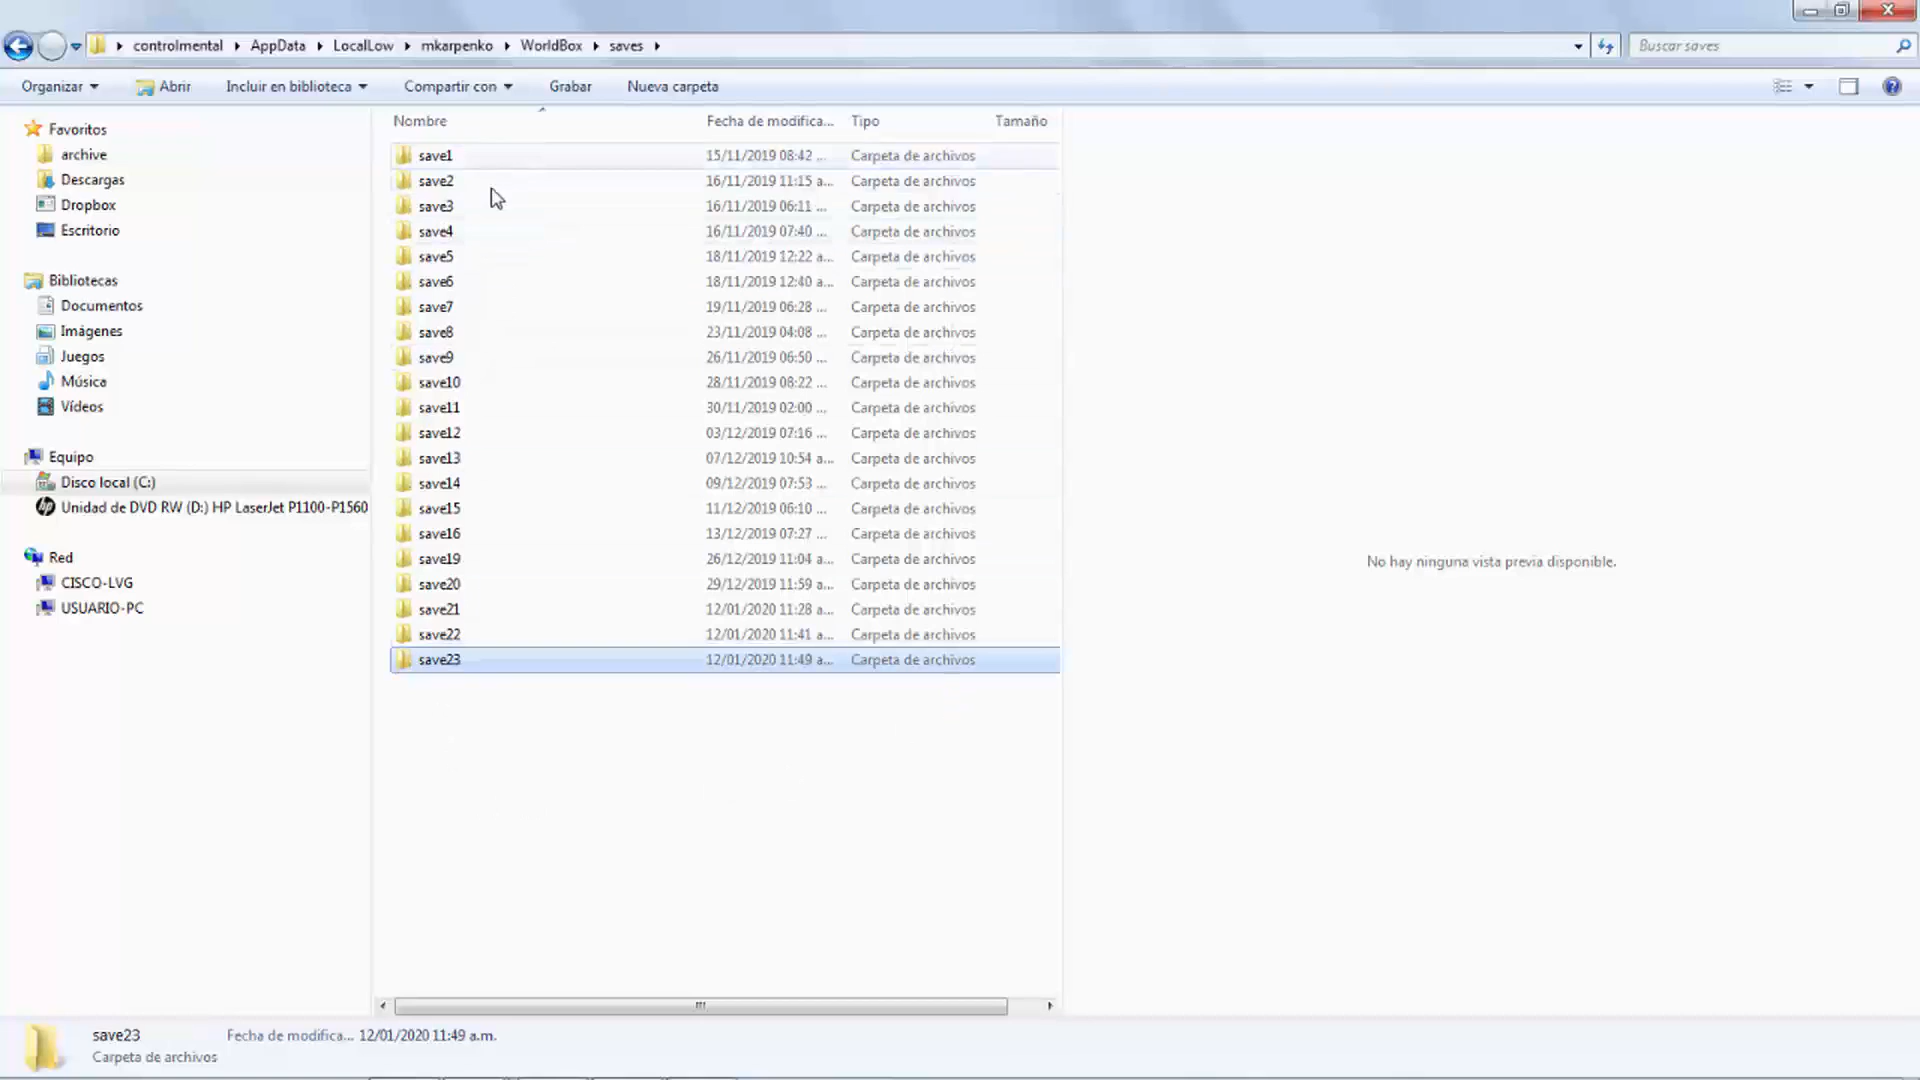 controlmental AppData LocalLow mkarpenko WorldBox saves
Buscar saves
Organizar Abrir Incluir en biblioteca Compartir con Grabar Nueva carpeta
Favoritos
archive
Descargas
Dropbox
Escritorio
Bibliotecas
Documentos
Imágenes
Juegos
Música
Vídeos
Equipo
Disco local (C:)
Unidad de DVD RW (D:) HP LaserJet P1100-P1560
Red
CISCO-LVG
USUARIO-PC
Nombre Fecha de modifica... Tipo Tamaño
save1 15/11/2019 08:42 ... Carpeta de archivos
save2 16/11/2019 11:15 a... Carpeta de archivos
save3 16/11/2019 06:11 ... Carpeta de archivos
save4 16/11/2019 07:40 ... Carpeta de archivos
save5 18/11/2019 12:22 a... Carpeta de archivos
save6 18/11/2019 12:40 a... Carpeta de archivos
save7 19/11/2019 06:28 ... Carpeta de archivos
save8 23/11/2019 04:08 ... Carpeta de archivos
save9 26/11/2019 06:50 ... Carpeta de archivos
save10 28/11/2019 08:22 ... Carpeta de archivos
save11 30/11/2019 02:00 ... Carpeta de archivos
save12 03/12/2019 07:16 ... Carpeta de archivos
save13 07/12/2019 10:54 a... Carpeta de archivos
save14 09/12/2019 07:53 ... Carpeta de archivos
save15 11/12/2019 06:10 ... Carpeta de archivos
save16 13/12/2019 07:27 ... Carpeta de archivos
save19 26/12/2019 11:04 a... Carpeta de archivos
save20 29/12/2019 11:59 a... Carpeta de archivos
save21 12/01/2020 11:28 a... Carpeta de archivos
save22 12/01/2020 11:41 a... Carpeta de archivos
save23 12/01/2020 11:49 a... Carpeta de archivos
No hay ninguna vista previa disponible.
save23 Fecha de modifica... 12/01/2020 11:49 a.m.
Carpeta de archivos